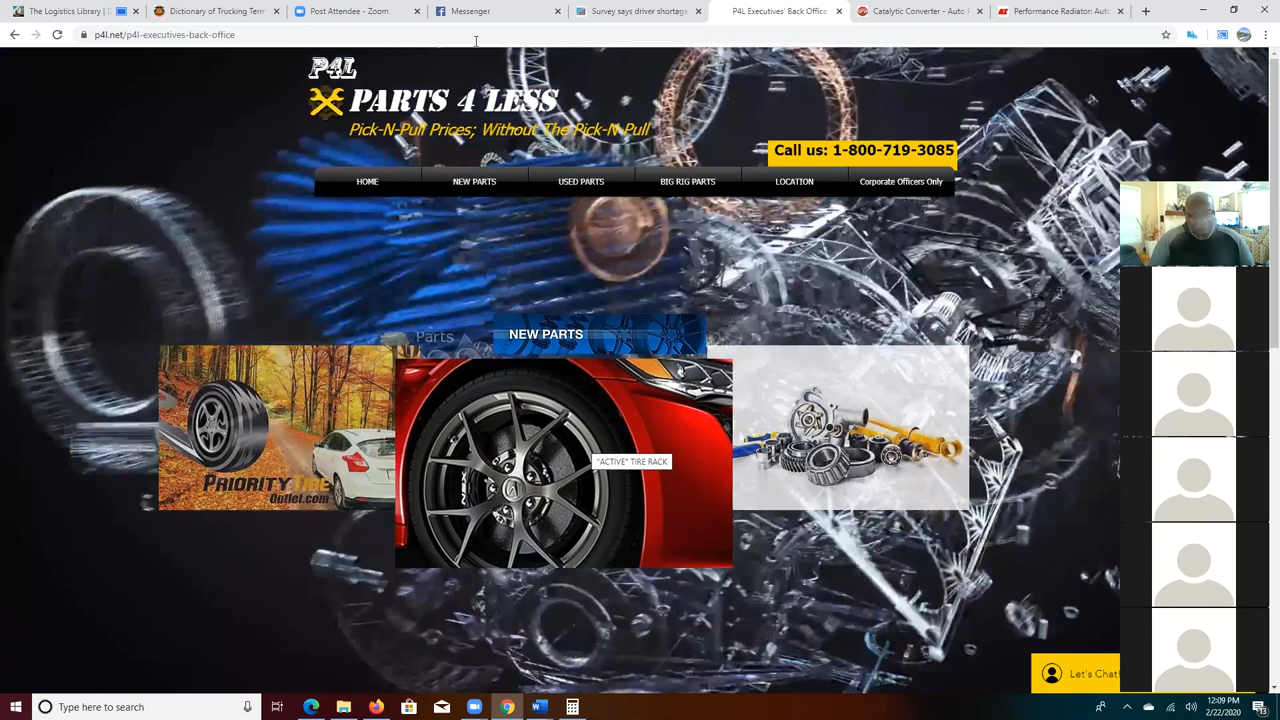 The Logistics Library | D
Dictionary of Trucking Term
Post Attendee - Zoom
Messenger
Survey says driver shortage
P4L Executives' Back Office
Catalytic Converter - Auto P
Performance Radiator: Auto
p4l.net/p4l-executives-back-office
P4L
PARTS 4 LESS
Pick-N-Pull Prices; Without The Pick-N Pull
Call us: 1-800-719-3085
HOME
NEW PARTS
USED PARTS
BIG RIG PARTS
LOCATION
Corporate Officers Only
Parts
NEW PARTS
PRIORITYTIRE
Outlet.com
"ACTIVE" TIRE RACK
Let's Chat!
Type here to search
12:09 PM
2/22/2020
13